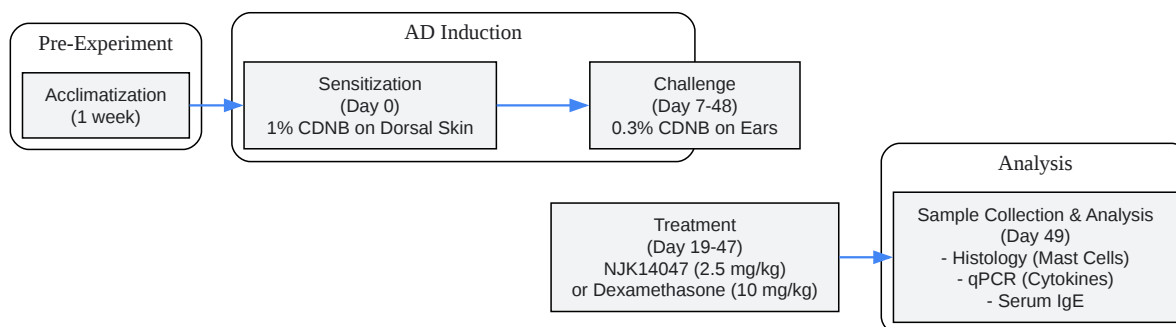 Pre-Experiment
Acclimatization
(1 week)
AD Induction
Sensitization
(Day 0)
1% CDNB on Dorsal Skin
Challenge
(Day 7-48)
0.3% CDNB on Ears
Treatment
(Day 19-47)
NJK14047 (2.5 mg/kg)
or Dexamethasone (10 mg/kg)
Analysis
Sample Collection & Analysis
(Day 49)
- Histology (Mast Cells)
- qPCR (Cytokines)
- Serum IgE